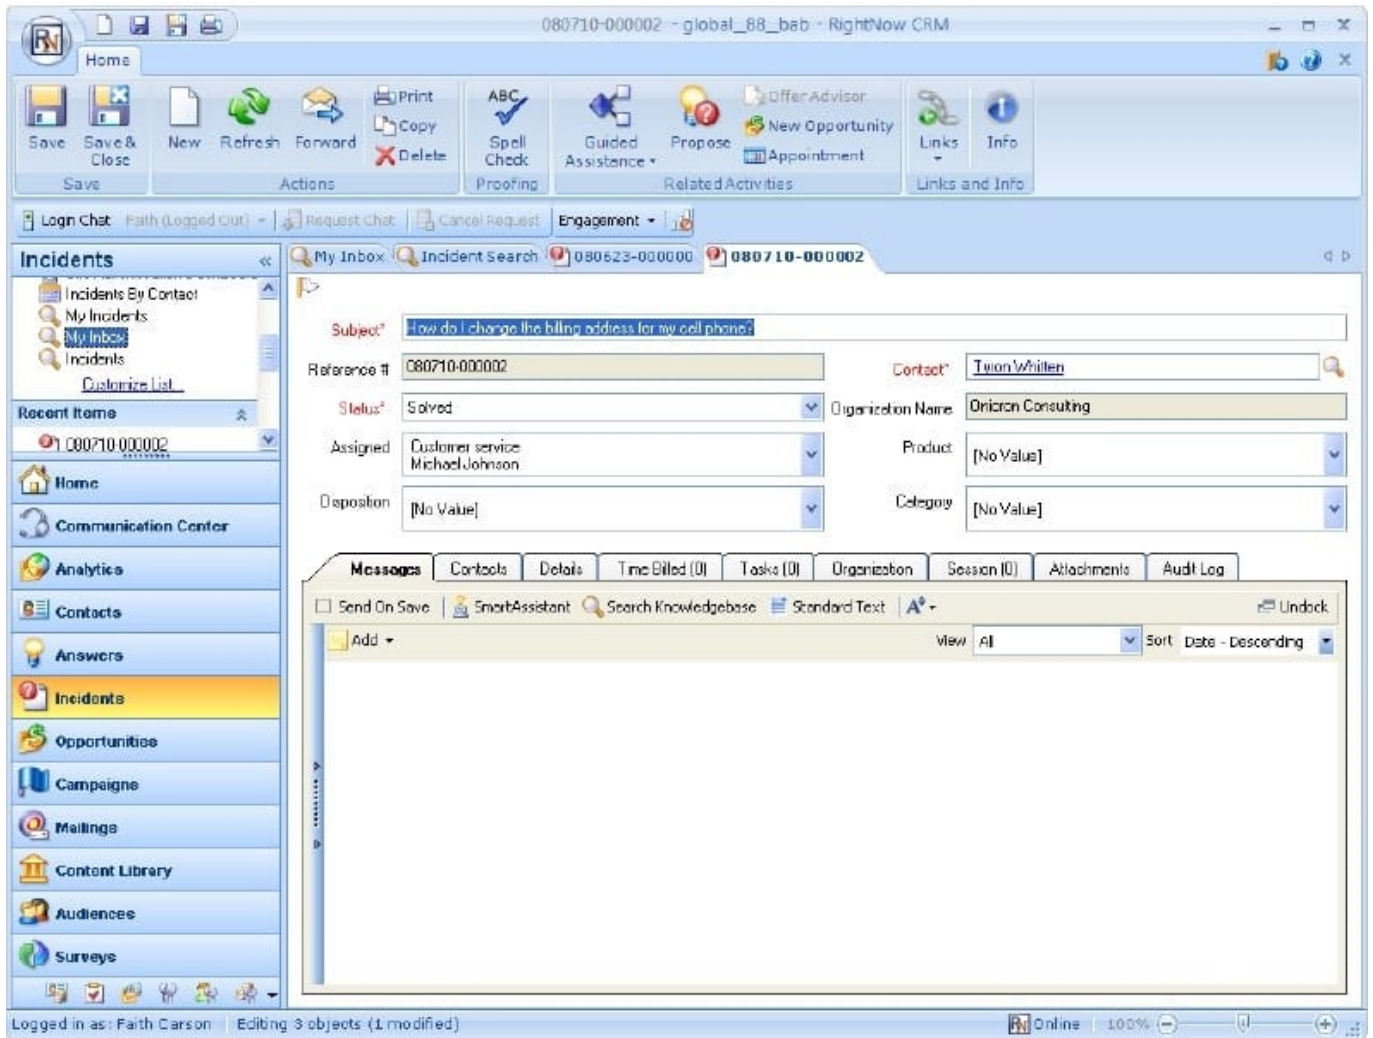 080710-000002 - global_88_bab - RightNow CRM
Home
Save
Save & Close
New
Refresh
Forward
Print
Copy
Delete
ABC
Spell Check
Guided Assistance
Propose
Offer Advisor
New Opportunity
Appointment
Links
Info
Save
Actions
Proofing
Related Activities
Links and Info
Login Chat
Faith (Logged Out)
Request Chat
Cancel Request
Engagement
Incidents
Incidents By Contact
My Incidents
My Inbox
Incidents
Customize List...
Recent Items
080710-000002
Home
Communication Center
Analytics
Contacts
Answers
Incidents
Opportunities
Campaigns
Mailings
Content Library
Audiences
Surveys
My Inbox
Incident Search
080623-000000
080710-000002
Subject*
How do I change the billing address for my cell phone?
Reference #
080710-000002
Contact*
Status*
Solved
Organization Name
Assigned
Customer service
Michael Johnson
Product
[No Value]
Disposition
[No Value]
Category
[No Value]
Messages
Contacts
Details
Time Billed (0)
Tasks (0)
Organization
Session (0)
Attachments
Audit Log
Send On Save
SmartAssistant
Search Knowledgebase
Standard Text
Undock
Add
View
All
Sort
Date - Descending
Logged in as: Faith Carson
Editing 3 objects (1 modified)
Online
100%